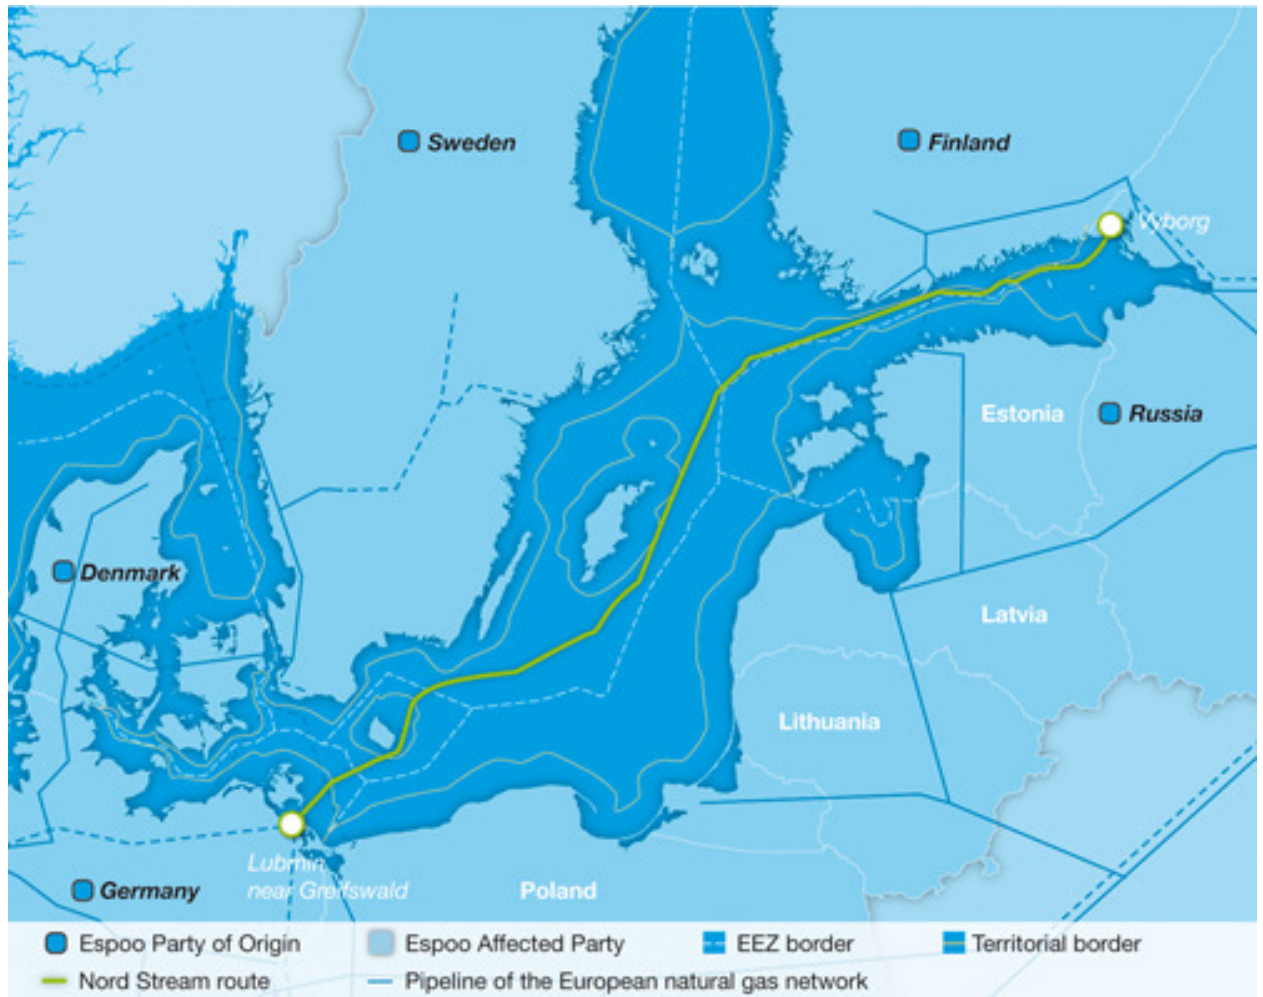 Sweden
Finland
Vyborg
Estonia
Russia
Denmark
Latvia
Lithuania
Lubmin
near Greifswald
Germany
Poland
Espoo Party of Origin
Espoo Affected Party
EEZ border
Territorial border
Nord Stream route
Pipeline of the European natural gas network